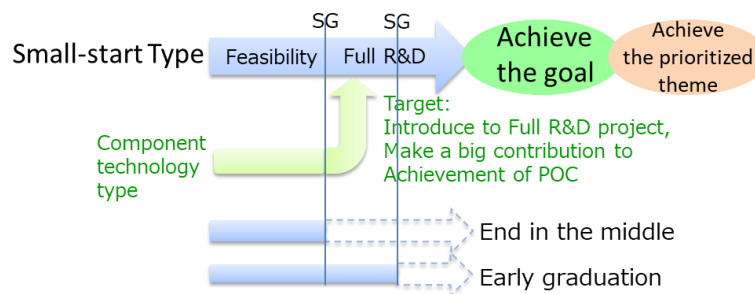 SG SG
Small-start Type Feasibility Full R&D
Achieve
the goal
Achieve
the prioritized
theme
Component
technology
type
Target:
Introduce to Full R&D project,
Make a big contribution to
Achievement of POC
End in the middle
Early graduation